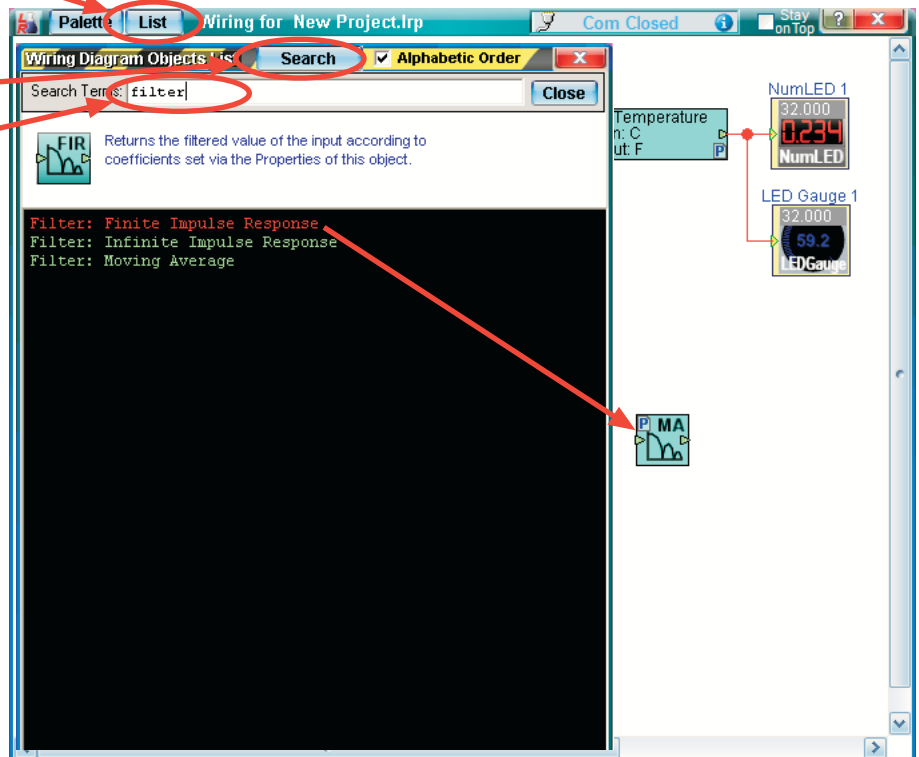 Palette List Wiring for New Project.lrp Com Closed Stay on Top ?
Wiring Diagram Objects List Search Alphabetic Order
Search Terms: filter Close
FIR Returns the filtered value of the input according to
coefficients set via the Properties of this object.
Filter: Finite Impulse Response
Filter: Infinite Impulse Response
Filter: Moving Average
Temperature
n: C
ut: F P
NumLED 1
32.000
0.234
NumLED
LED Gauge 1
32.000
59.2
LEDGauge
P MA